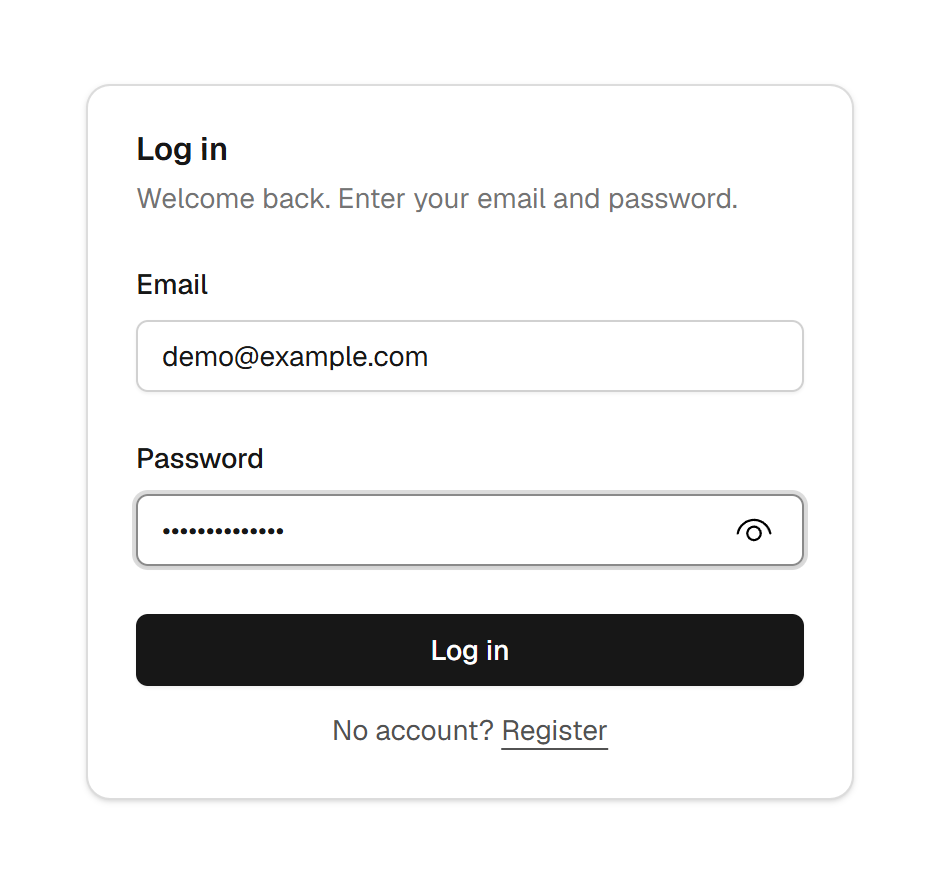 Log in
Welcome back. Enter your email and password.
Email
demo@example.com
Password
••••••••••••••
Log in
No account? Register